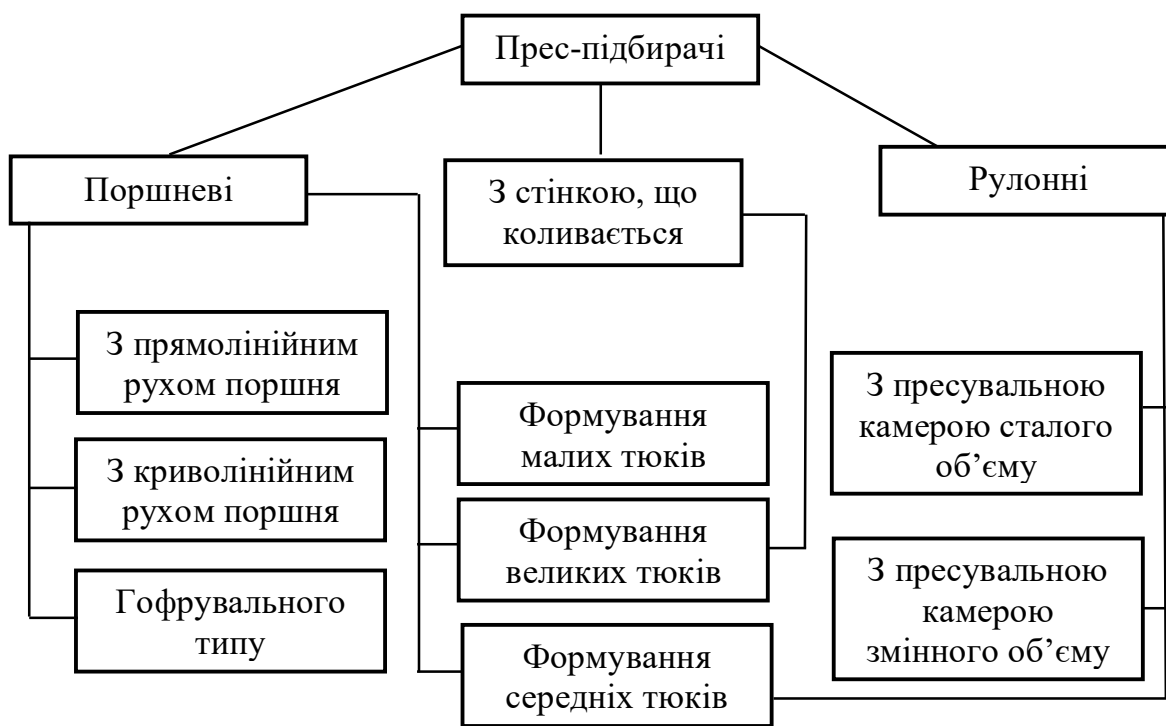 Прес-підбирачі
Поршневі
З стінкою, що
коливається
Рулонні
З прямолінійним
рухом поршня
З криволінійним
рухом поршня
Гофрувального
типу
Формування
малих тюків
Формування
великих тюків
Формування
середніх тюків
З пресувальною
камерою сталого
об’єму
З пресувальною
камерою
змінного об’єму